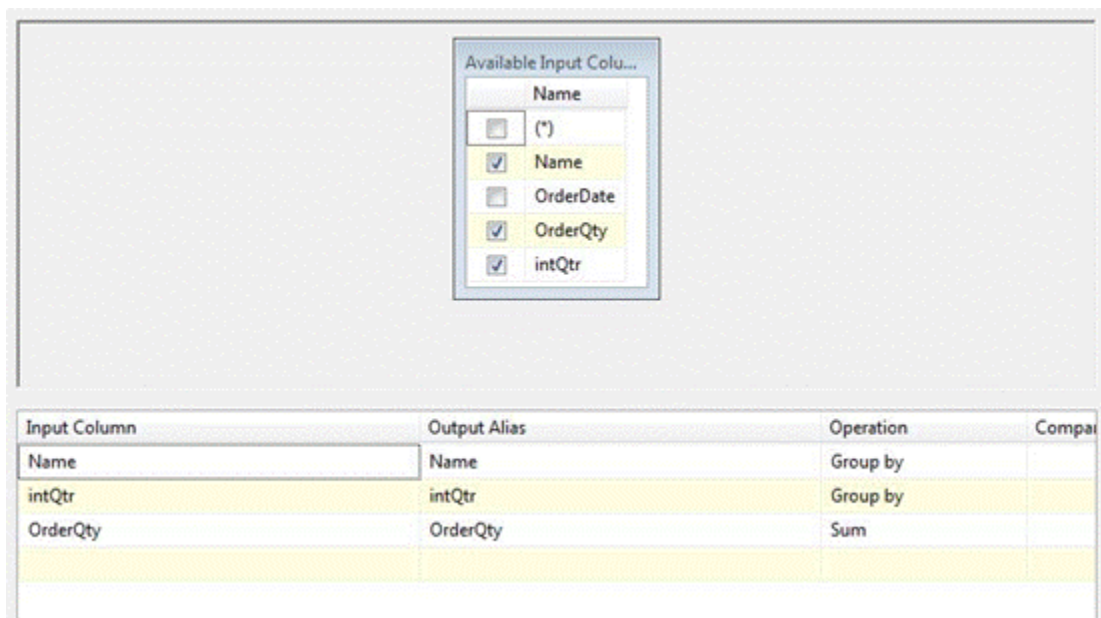 Available Input Colu...
Name
(*)
Name
OrderDate
OrderQty
intQtr
Input Column Output Alias Operation Compar
Name Name Group by
intQtr intQtr Group by
OrderQty OrderQty Sum